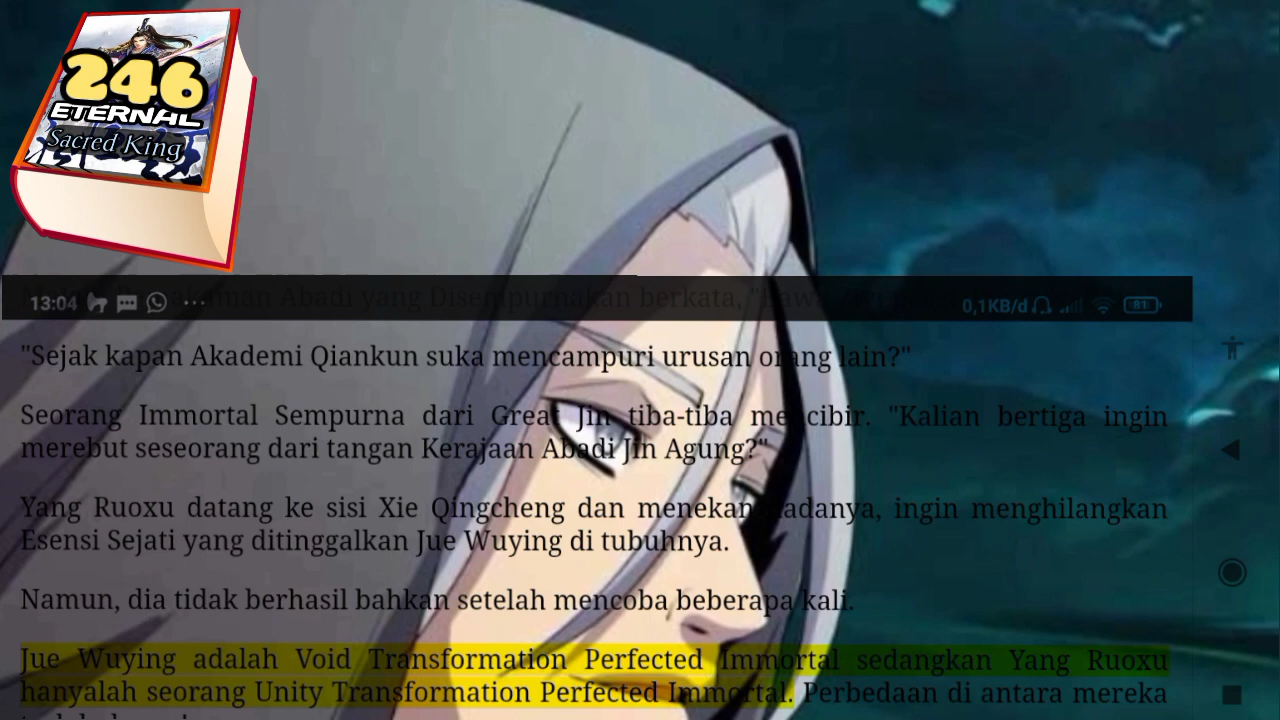 246
ETERNAL
Sacred King
Abadi yang Disempurnakan berkata,
13:04
0,1KB/d
81
"Sejak kapan Akademi Qiankun suka mencampuri urusan orang lain?"
Seorang Immortal Sempurna dari Great Jin tiba-tiba mencibir. "Kalian bertiga ingin
merebut seseorang dari tangan Kerajaan Abadi Jin Agung?"
Yang Ruoxu datang ke sisi Xie Qingcheng dan menekan dadanya, ingin menghilangkan
Esensi Sejati yang ditinggalkan Jue Wuying di tubuhnya.
Namun, dia tidak berhasil bahkan setelah mencoba beberapa kali.
Jue Wuying adalah Void Transformation Perfected Immortal sedangkan Yang Ruoxu
hanyalah seorang Unity Transformation Perfected Immortal. Perbedaan di antara mereka